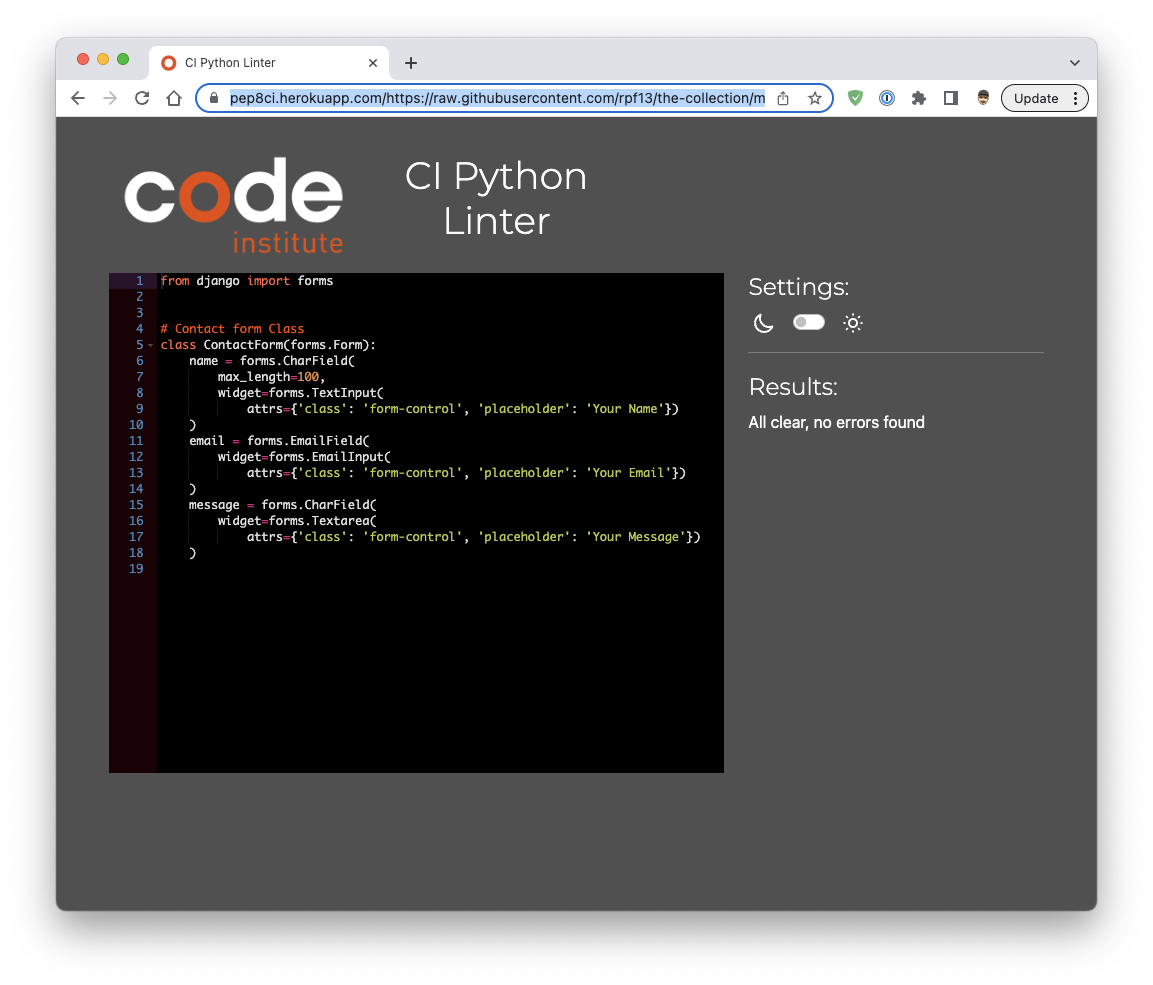 CI Python Linter
pep8ci.herokuapp.com/https://raw.githubusercontent.com/rpf13/the-collection/m
Update
code
institute
CI Python
Linter
1 from django import forms
2
3
4 # Contact form Class
5 class ContactForm(forms.Form):
6     name = forms.CharField(
7         max_length=100,
8         widget=forms.TextInput(
9             attrs={'class': 'form-control', 'placeholder': 'Your Name'})
10     )
11     email = forms.EmailField(
12         widget=forms.EmailInput(
13             attrs={'class': 'form-control', 'placeholder': 'Your Email'})
14     )
15     message = forms.CharField(
16         widget=forms.Textarea(
17             attrs={'class': 'form-control', 'placeholder': 'Your Message'})
18     )
19
Settings:
Results:
All clear, no errors found